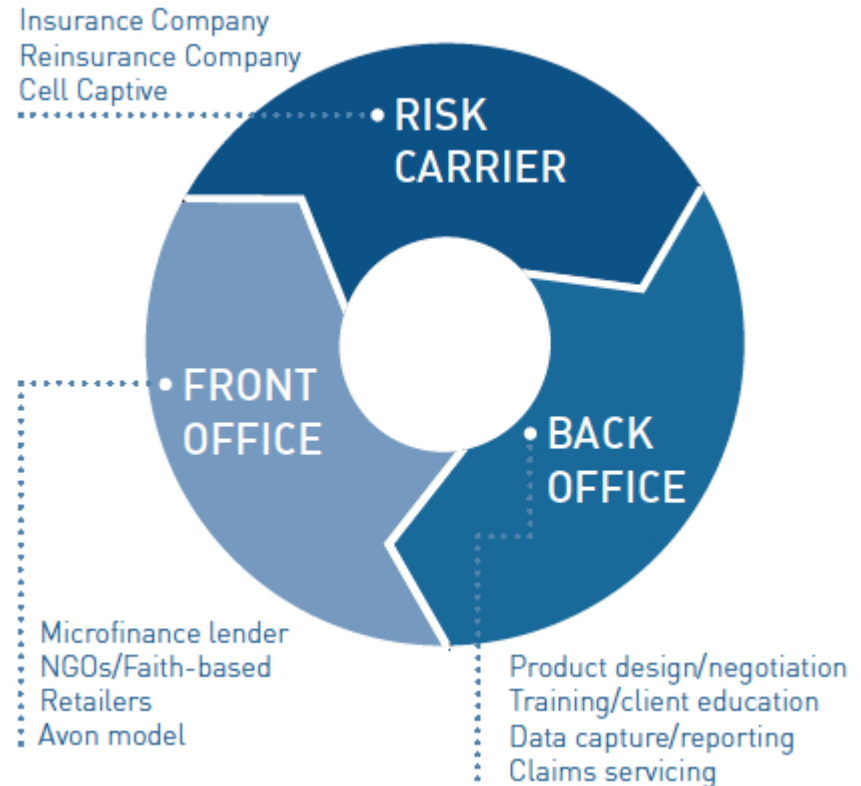 Insurance Company
Reinsurance Company
Cell Captive
RISK
CARRIER
FRONT
OFFICE
BACK
OFFICE
Microfinance lender
NGOs/Faith-based
Retailers
Avon model
Product design/negotiation
Training/client education
Data capture/reporting
Claims servicing